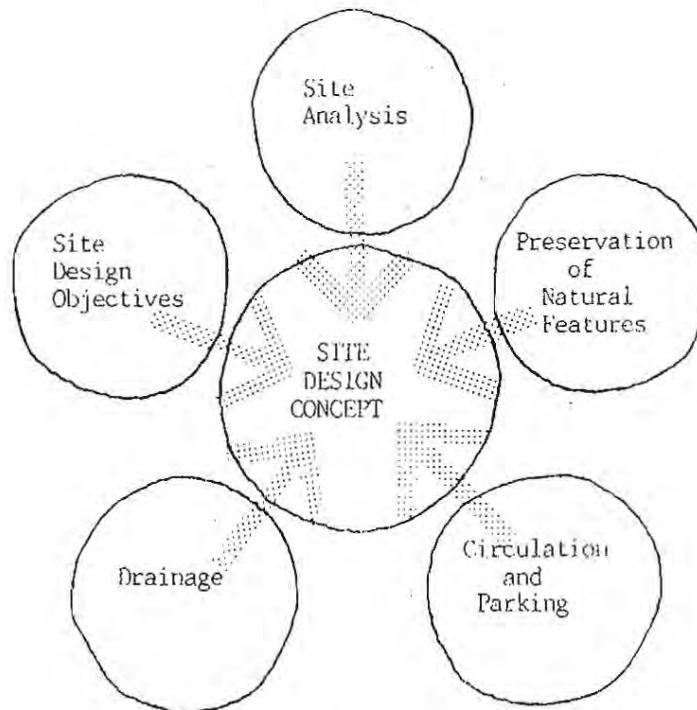 Site
Analysis
Site
Design
Objectives
Preservation
of
Natural
Features
SITE
DESIGN
CONCEPT
Drainage
Circulation
and
Parking